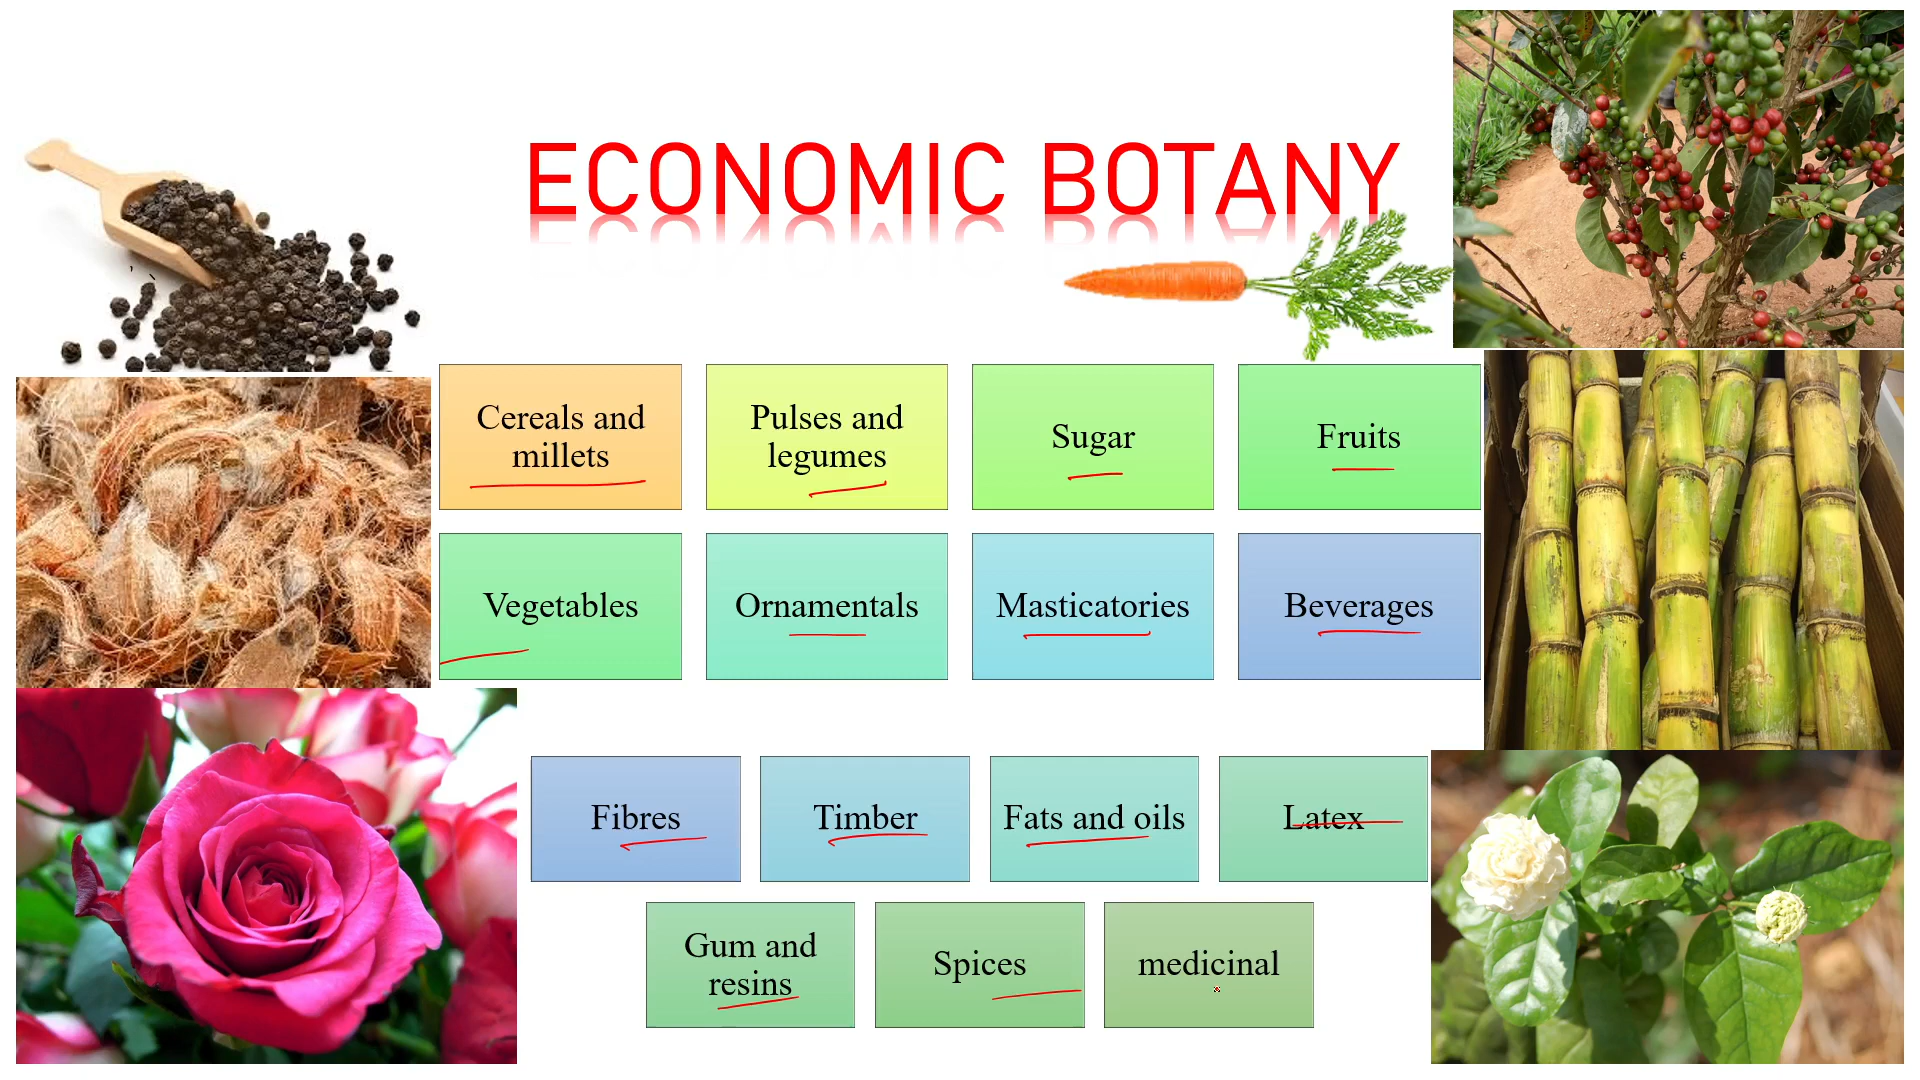 ECONOMIC BOTANY
Cereals and
millets
Pulses and
legumes
Sugar
Fruits
Vegetables
Ornamentals
Masticatories
Beverages
Fibres
Timber
Fats and oils
Latex
Gum and
resins
Spices
medicinal